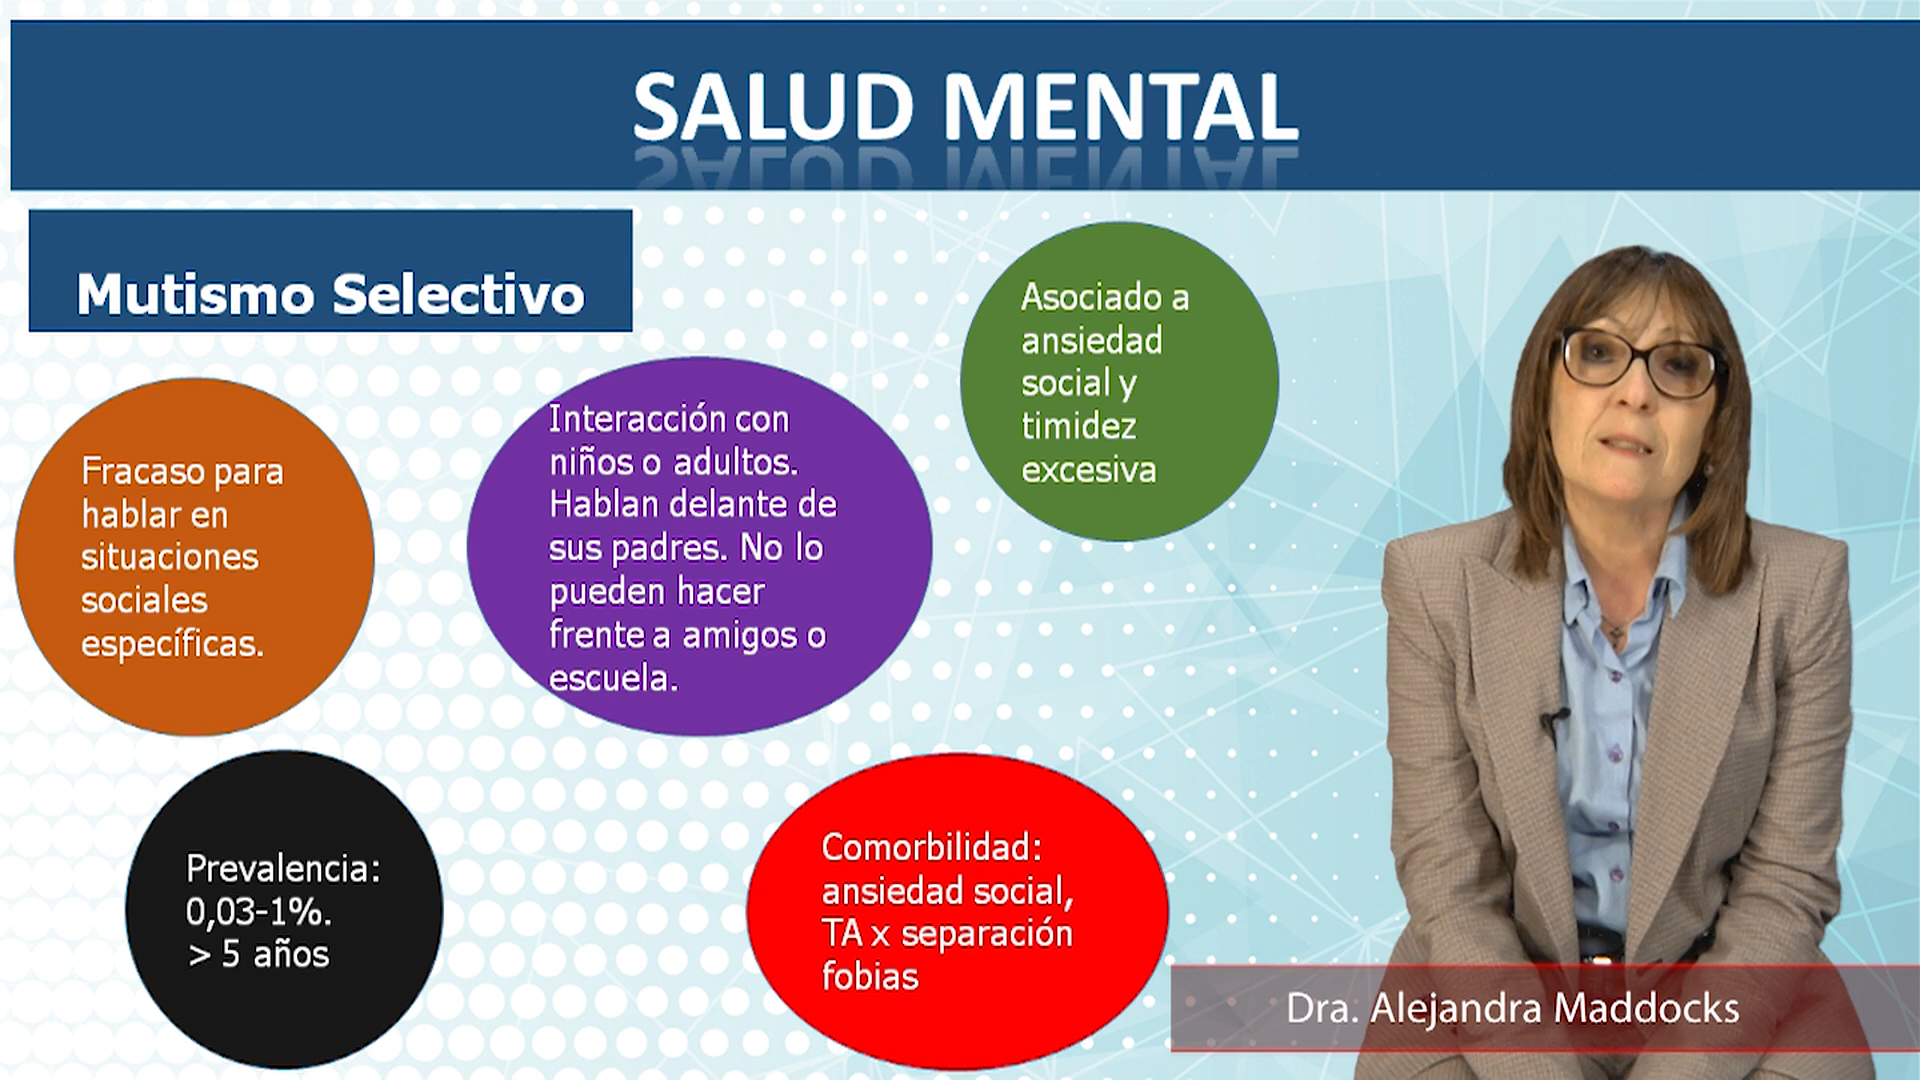 SALUD MENTAL
Mutismo Selectivo
Fracaso para
hablar en
situaciones
sociales
específicas.
Interacción con
niños o adultos.
Hablan delante de
sus padres. No lo
pueden hacer
frente a amigos o
escuela.
Asociado a
ansiedad
social y
timidez
excesiva
Prevalencia:
0,03-1%.
> 5 años
Comorbilidad:
ansiedad social,
TA x separación
fobias
Dra. Alejandra Maddocks